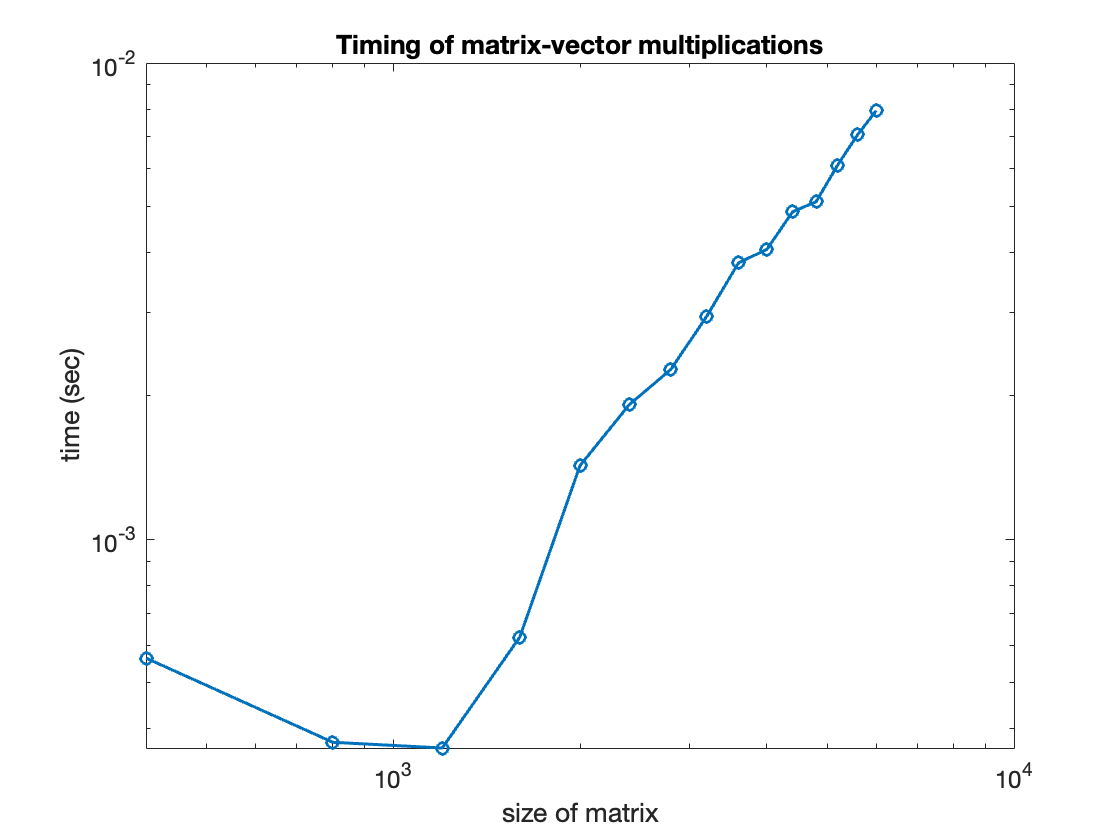 Timing of matrix-vector multiplications
10^-2
10^-3
time (sec)
10^3
10^4
size of matrix